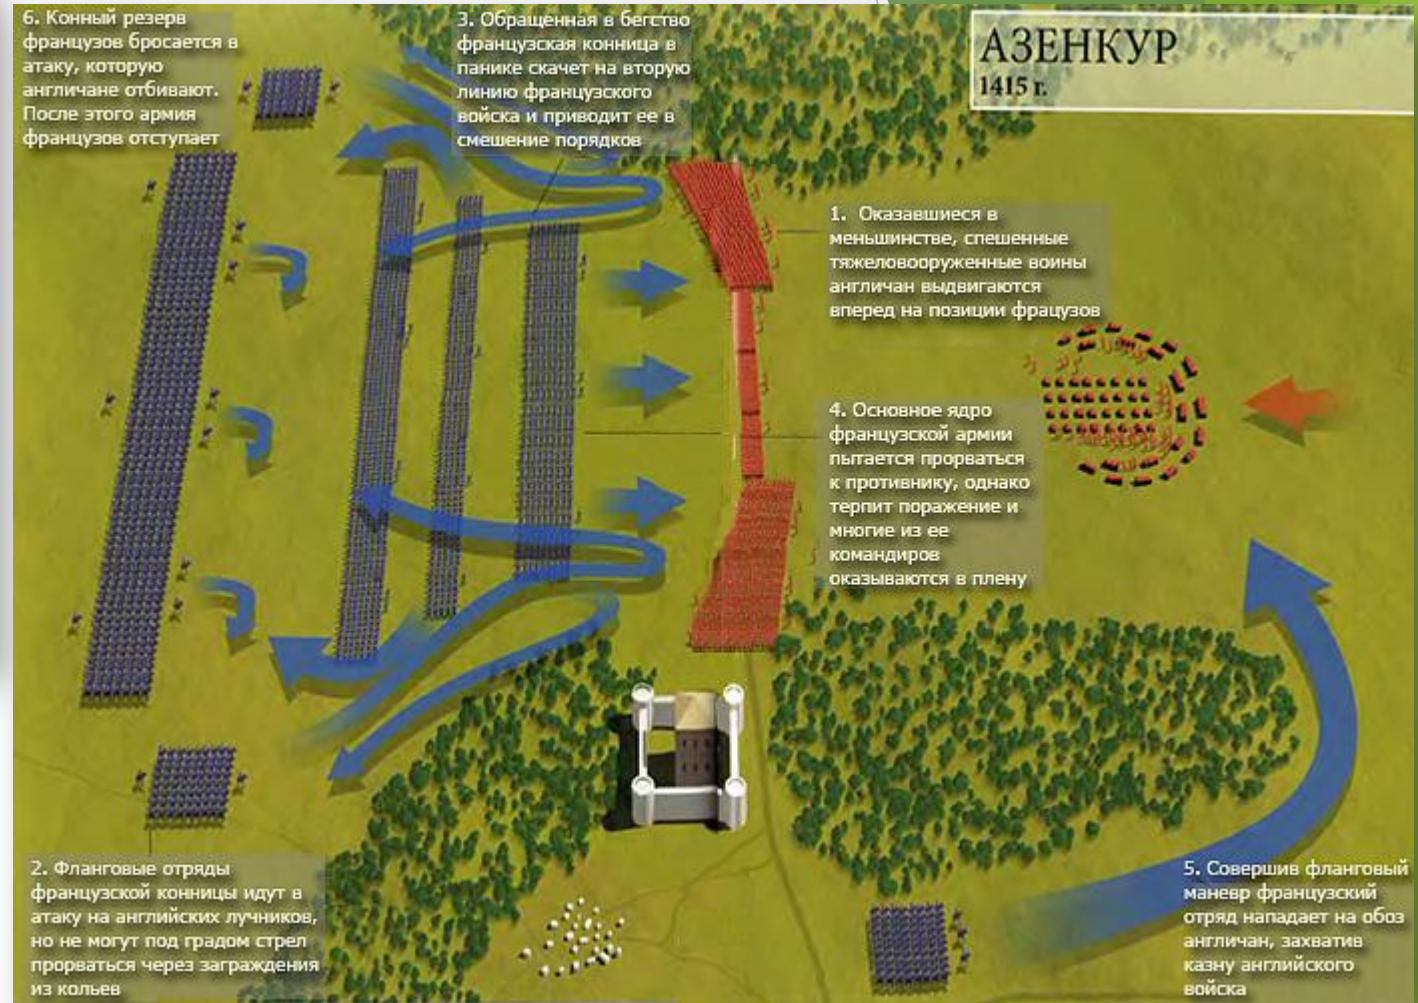 АЗЕНКУР
1415 г.
1. Оказавшиеся в
меньшинстве, спешенные
тяжеловооруженные воины
англичан выдвигаются
вперед на позиции фрацузов
2. Фланговые отряды
французской конницы идут в
атаку на английских лучников,
но не могут под градом стрел
прорваться через заграждения
из кольев
3. Обращенная в бегство
французская конница в
панике скачет на вторую
линию французского
войска и приводит ее в
смешение порядков
4. Основное ядро
французской армии
пытается прорваться
к противнику, однако
терпит поражение и
многие из ее
командиров
оказываются в плену
5. Совершив фланговый
маневр французский
отряд нападает на обоз
англичан, захватив
казну английского
войска
6. Конный резерв
французов бросается в
атаку, которую
англичане отбивают.
После этого армия
французов отступает